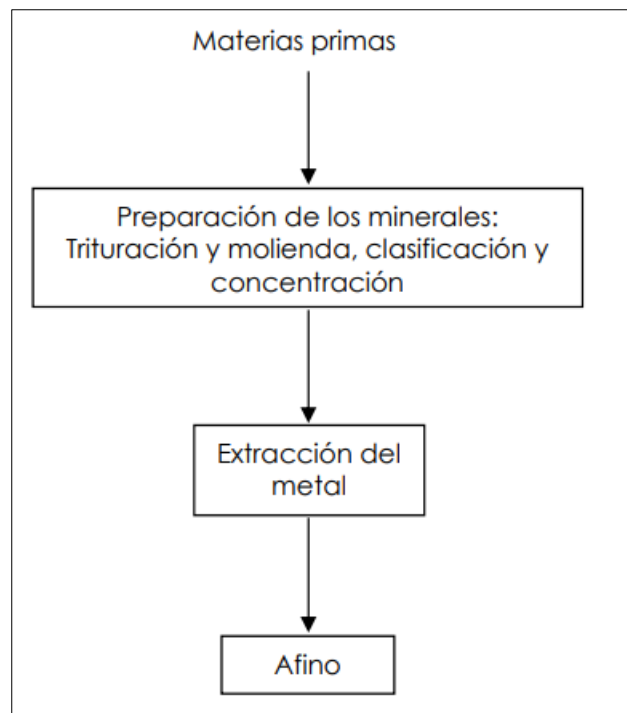 Materias primas
Preparación de los minerales:
Trituración y molienda, clasificación y
concentración
Extracción del
metal
Afino